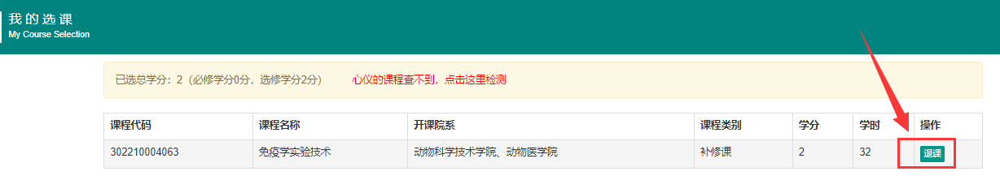 我的选课
My Course Selection
已选总学分：2（必修学分0分，选修学分2分） 心仪的课程查不到，点击这里检测
课程代码 课程名称 开课院系 课程类别 学分 学时 操作
302210004063 免疫学实验技术 动物科学技术学院、动物医学院 补修课 2 32 退课